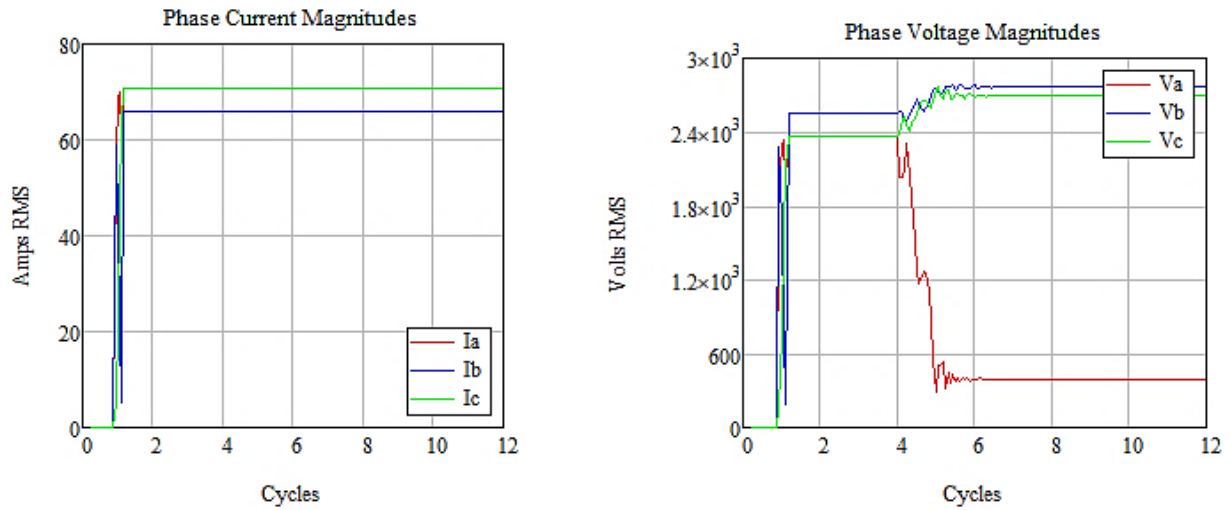 Phase Current Magnitudes
80
60
40
20
0
Amps RMS
Ia
Ib
Ic
0 2 4 6 8 10 12
Cycles
Phase Voltage Magnitudes
3×10³
2.4×10³
1.8×10³
1.2×10³
600
0
Volts RMS
Va
Vb
Vc
0 2 4 6 8 10 12
Cycles